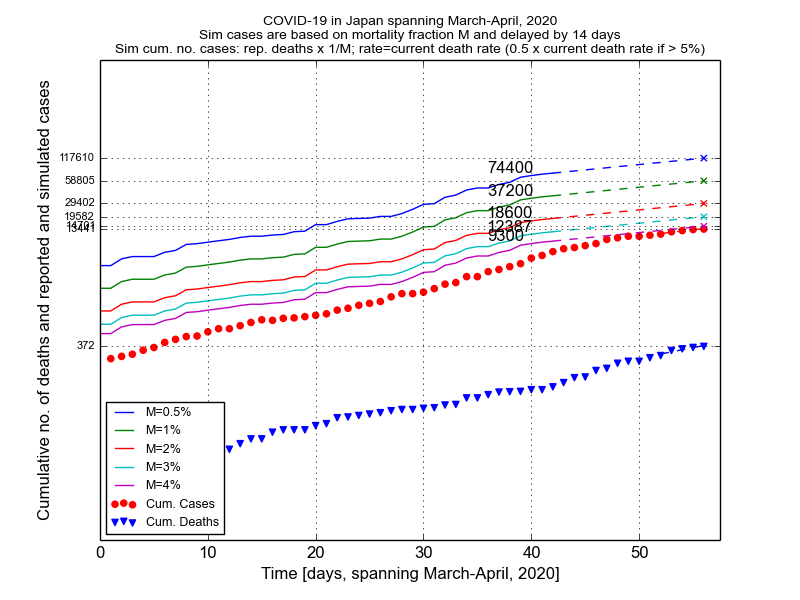 COVID-19 in Japan spanning March-April, 2020
Sim cases are based on mortality fraction M and delayed by 14 days
Sim cum. no. cases: rep. deaths x 1/M; rate=current death rate (0.5 x current death rate if > 5%)
Cumulative no. of deaths and reported and simulated cases
117610
58805
29402
19582
372
74400
37200
18600
12387
9300
M=0.5%
M=1%
M=2%
M=3%
M=4%
Cum. Cases
Cum. Deaths
0 10 20 30 40 50
Time [days, spanning March-April, 2020]